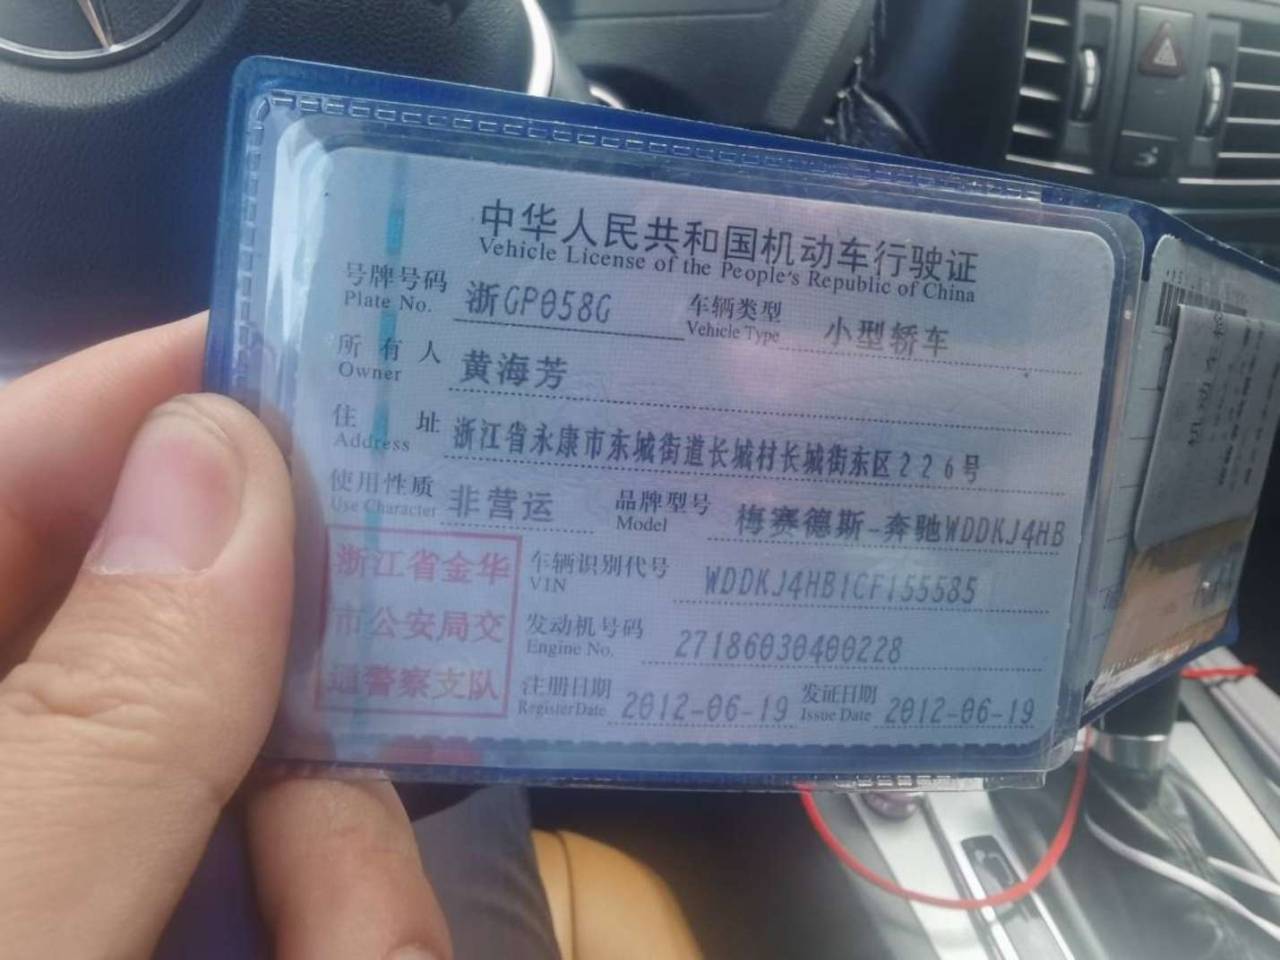 中华人民共和国机动车行驶证
Vehicle License of the People's Republic of China
号牌号码 浙GP058G 车辆类型 小型轿车
Plate No. Vehicle Type
所有人 黄海芳
Owner
住址 浙江省永康市东城街道长城村长城街东区226号
Address
使用性质 非营运 品牌型号 梅赛德斯-奔驰WDDKJ4HB
Use Character Model
浙江省金华
市公安局交
通警察支队
车辆识别代号 WDDKJ4HB1CF155585
VIN
发动机号码 27186030400228
Engine No.
注册日期 2012-06-19 发证日期 2012-06-19
Register Date Issue Date